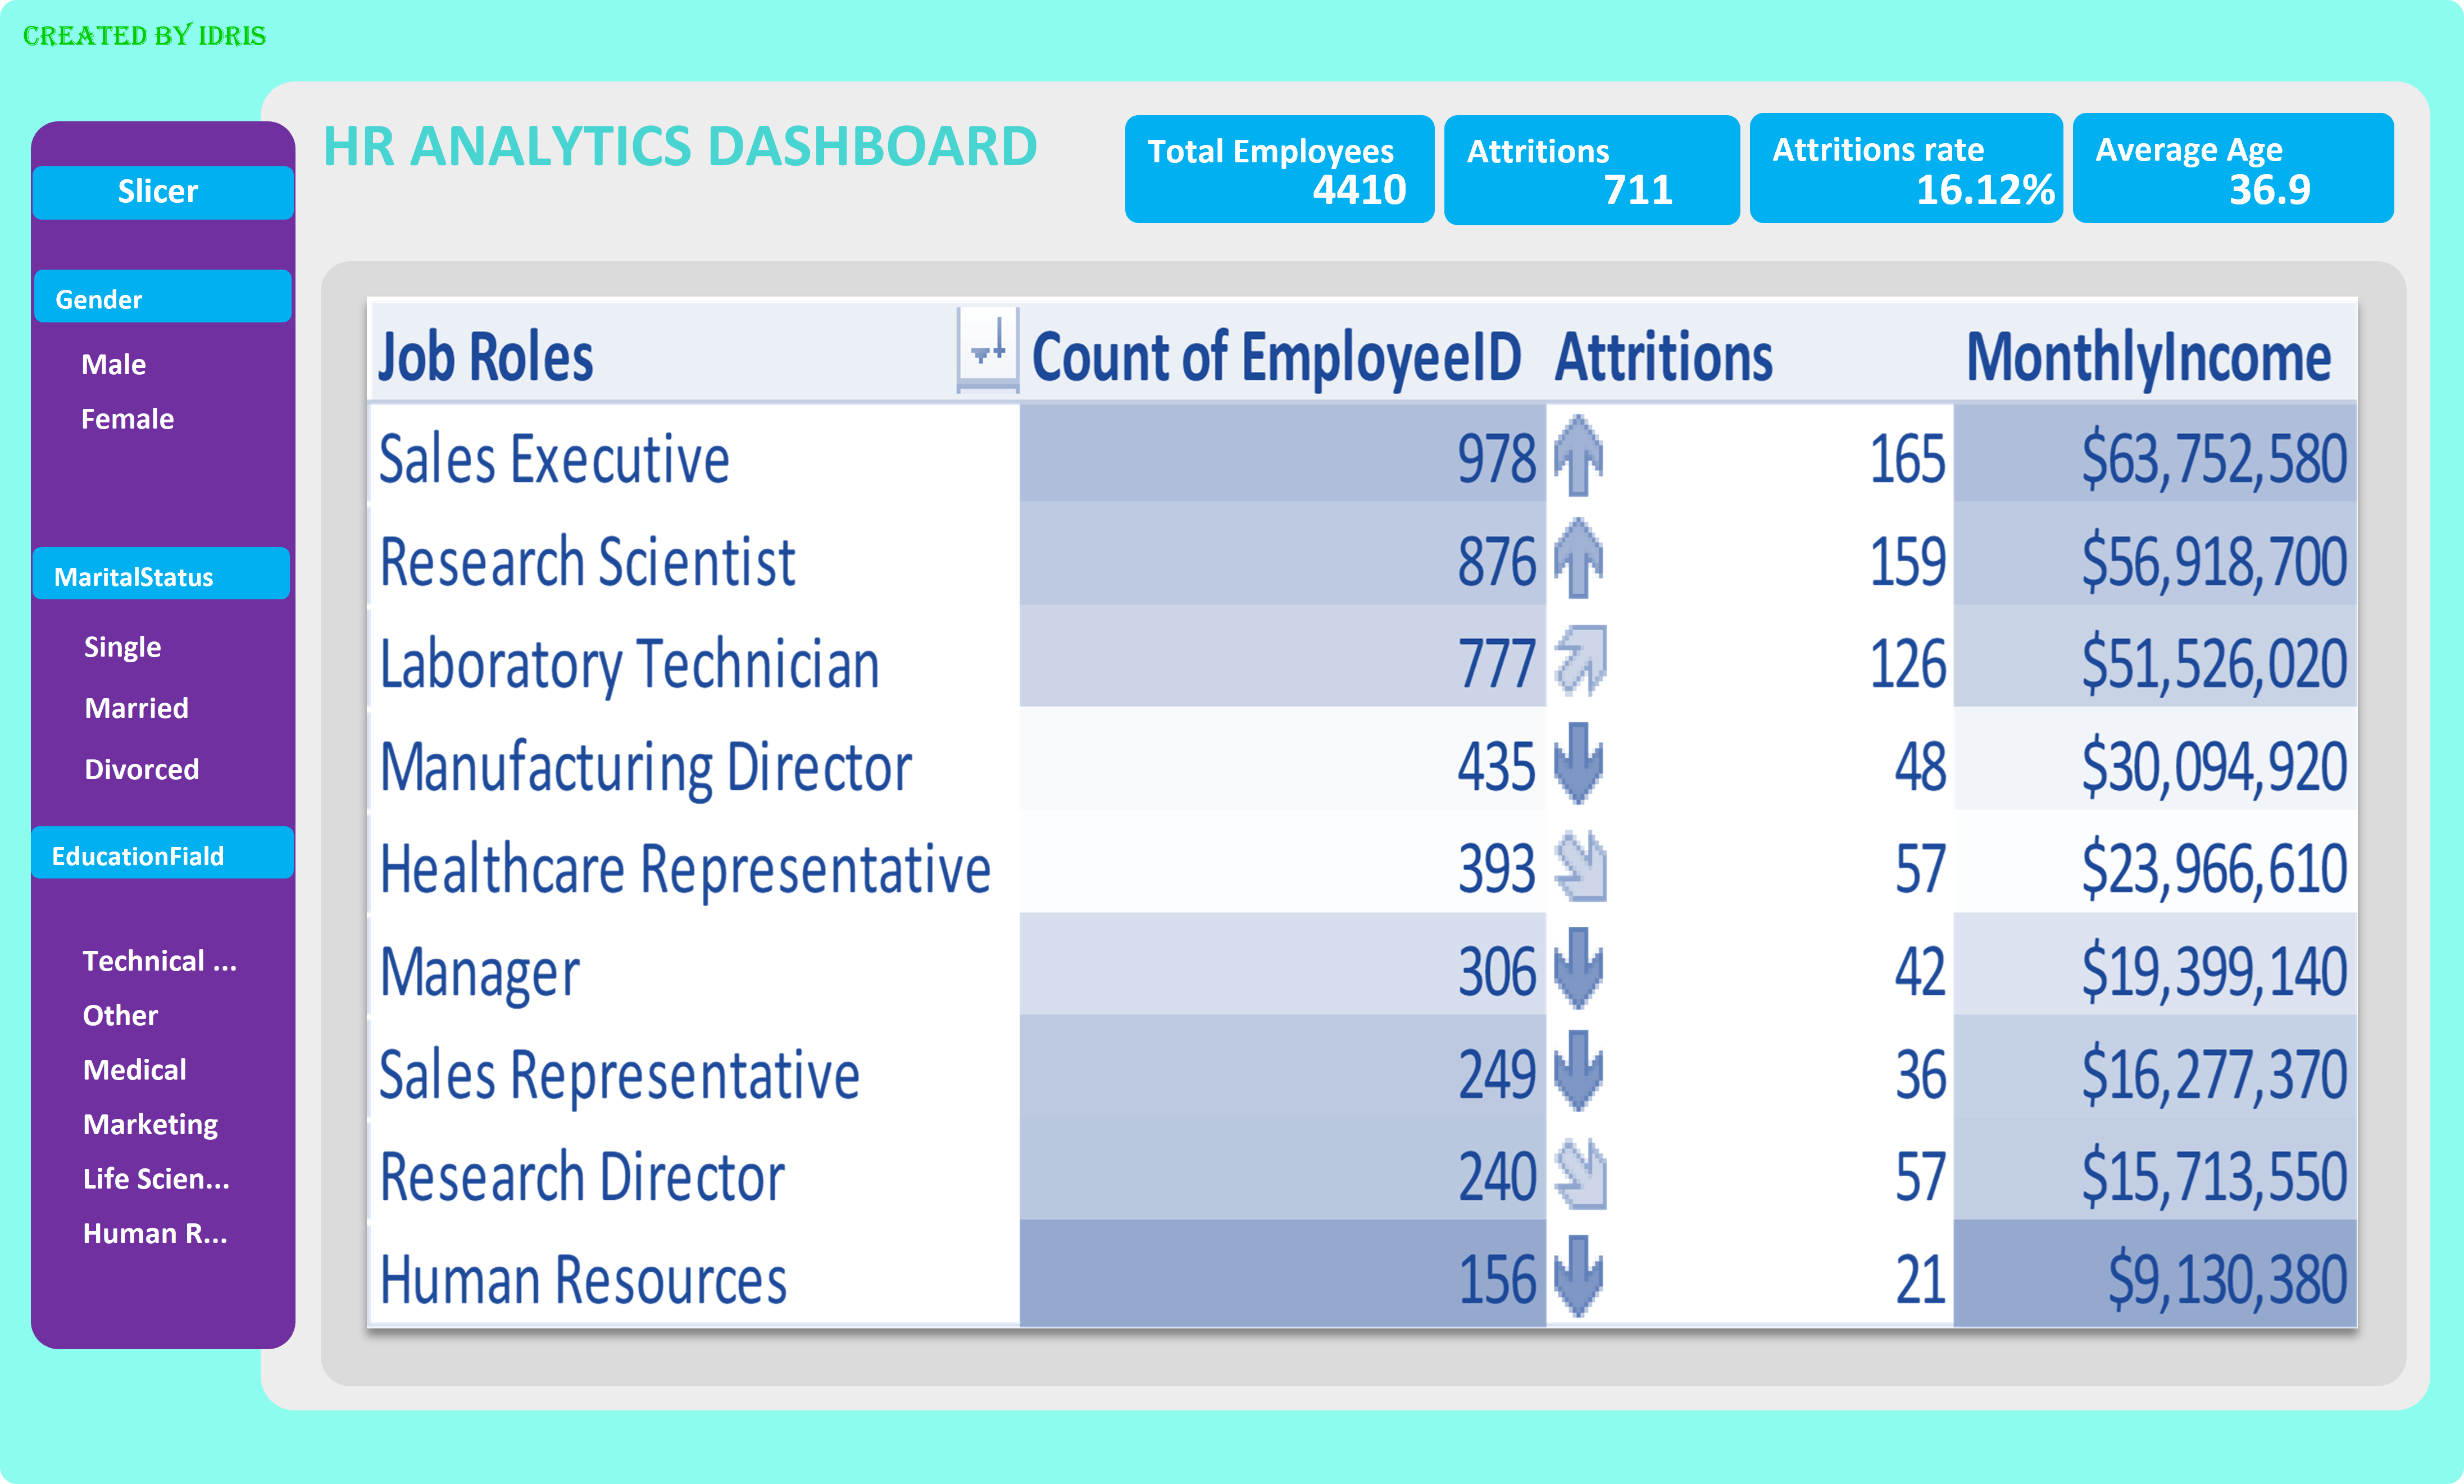 CREATED BY IDRIS
HR ANALYTICS DASHBOARD
Total Employees
4410
Attritions
711
Attritions rate
16.12%
Average Age
36.9
Slicer
Gender
Male
Female
MaritalStatus
Single
Married
Divorced
EducationFiald
Technical ...
Other
Medical
Marketing
Life Scien...
Human R...
Job Roles Count of EmployeeID Attritions MonthlyIncome
Sales Executive 978 165 $63,752,580
Research Scientist 876 159 $56,918,700
Laboratory Technician 777 126 $51,526,020
Manufacturing Director 435 48 $30,094,920
Healthcare Representative 393 57 $23,966,610
Manager 306 42 $19,399,140
Sales Representative 249 36 $16,277,370
Research Director 240 57 $15,713,550
Human Resources 156 21 $9,130,380